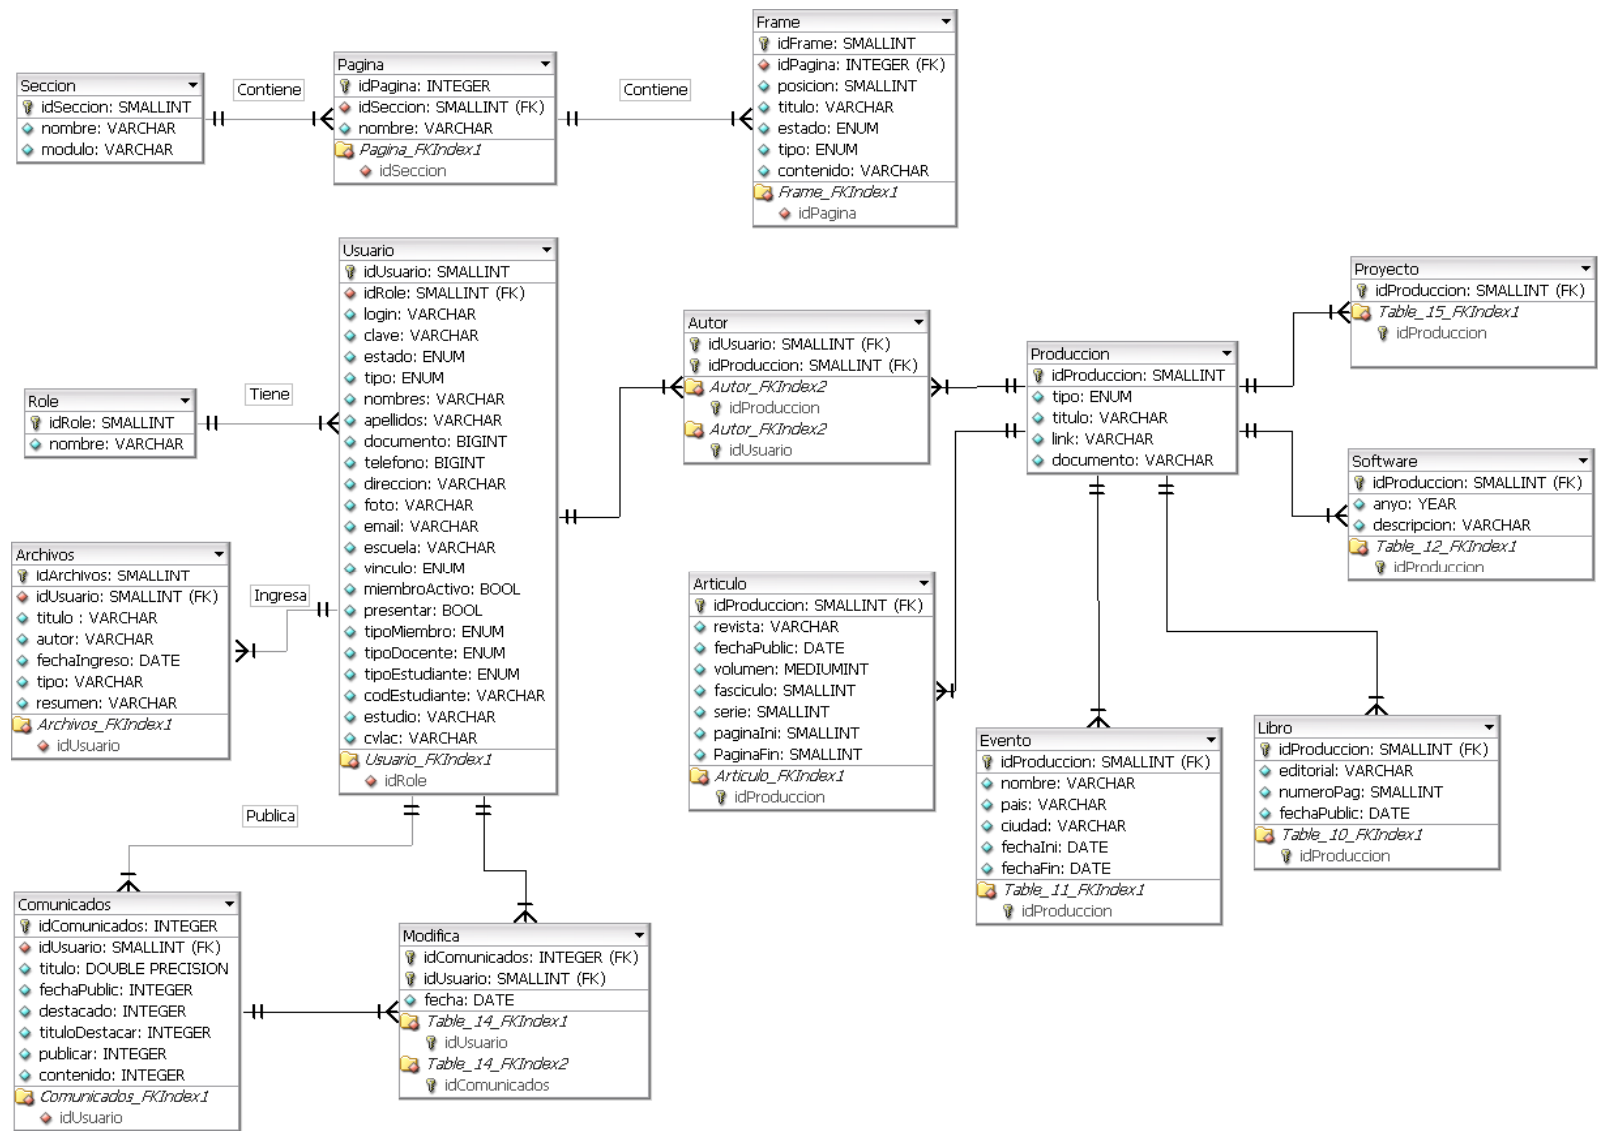 Seccion
idSeccion: SMALLINT
nombre: VARCHAR
modulo: VARCHAR
Contiene
Pagina
idPagina: INTEGER
idSeccion: SMALLINT (FK)
nombre: VARCHAR
Pagina_FKIndex1
idSeccion
Contiene
Frame
idFrame: SMALLINT
idPagina: INTEGER (FK)
posicion: SMALLINT
titulo: VARCHAR
estado: ENUM
tipo: ENUM
contenido: VARCHAR
Frame_FKIndex1
idPagina
Role
idRole: SMALLINT
nombre: VARCHAR
Tiene
Usuario
idUsuario: SMALLINT
idRole: SMALLINT (FK)
login: VARCHAR
clave: VARCHAR
estado: ENUM
tipo: ENUM
nombres: VARCHAR
apellidos: VARCHAR
documento: BIGINT
telefono: BIGINT
direccion: VARCHAR
foto: VARCHAR
email: VARCHAR
escuela: VARCHAR
vinculo: ENUM
miembroActivo: BOOL
presentar: BOOL
tipoMiembro: ENUM
tipoDocente: ENUM
tipoEstudiante: ENUM
codEstudiante: VARCHAR
estudio: VARCHAR
cvlac: VARCHAR
Usuario_FKIndex1
idRole
Autor
idUsuario: SMALLINT (FK)
idProduccion: SMALLINT (FK)
Autor_FKIndex2
idProduccion
Autor_FKIndex2
idUsuario
Produccion
idProduccion: SMALLINT
tipo: ENUM
titulo: VARCHAR
link: VARCHAR
documento: VARCHAR
Proyecto
idProduccion: SMALLINT (FK)
Table_15_FKIndex1
idProduccion
Software
idProduccion: SMALLINT (FK)
anyo: YEAR
descripcion: VARCHAR
Table_12_FKIndex1
idProduccion
Archivos
idArchivos: SMALLINT
idUsuario: SMALLINT (FK)
titulo : VARCHAR
autor: VARCHAR
fechaIngreso: DATE
tipo: VARCHAR
resumen: VARCHAR
Archivos_FKIndex1
idUsuario
Ingresa
Articulo
idProduccion: SMALLINT (FK)
revista: VARCHAR
fechaPublic: DATE
volumen: MEDIUMINT
fasciculo: SMALLINT
serie: SMALLINT
paginaIni: SMALLINT
PaginaFin: SMALLINT
Articulo_FKIndex1
idProduccion
Evento
idProduccion: SMALLINT (FK)
nombre: VARCHAR
pais: VARCHAR
ciudad: VARCHAR
fechaIni: DATE
fechaFin: DATE
Table_11_FKIndex1
idProduccion
Libro
idProduccion: SMALLINT (FK)
editorial: VARCHAR
numeroPag: SMALLINT
fechaPublic: DATE
Table_10_FKIndex1
idProduccion
Publica
Comunicados
idComunicados: INTEGER
idUsuario: SMALLINT (FK)
titulo: DOUBLE PRECISION
fechaPublic: INTEGER
destacado: INTEGER
tituloDestacar: INTEGER
publicar: INTEGER
contenido: INTEGER
Comunicados_FKIndex1
idUsuario
Modifica
idComunicados: INTEGER (FK)
idUsuario: SMALLINT (FK)
fecha: DATE
Table_14_FKIndex1
idUsuario
Table_14_FKIndex2
idComunicados